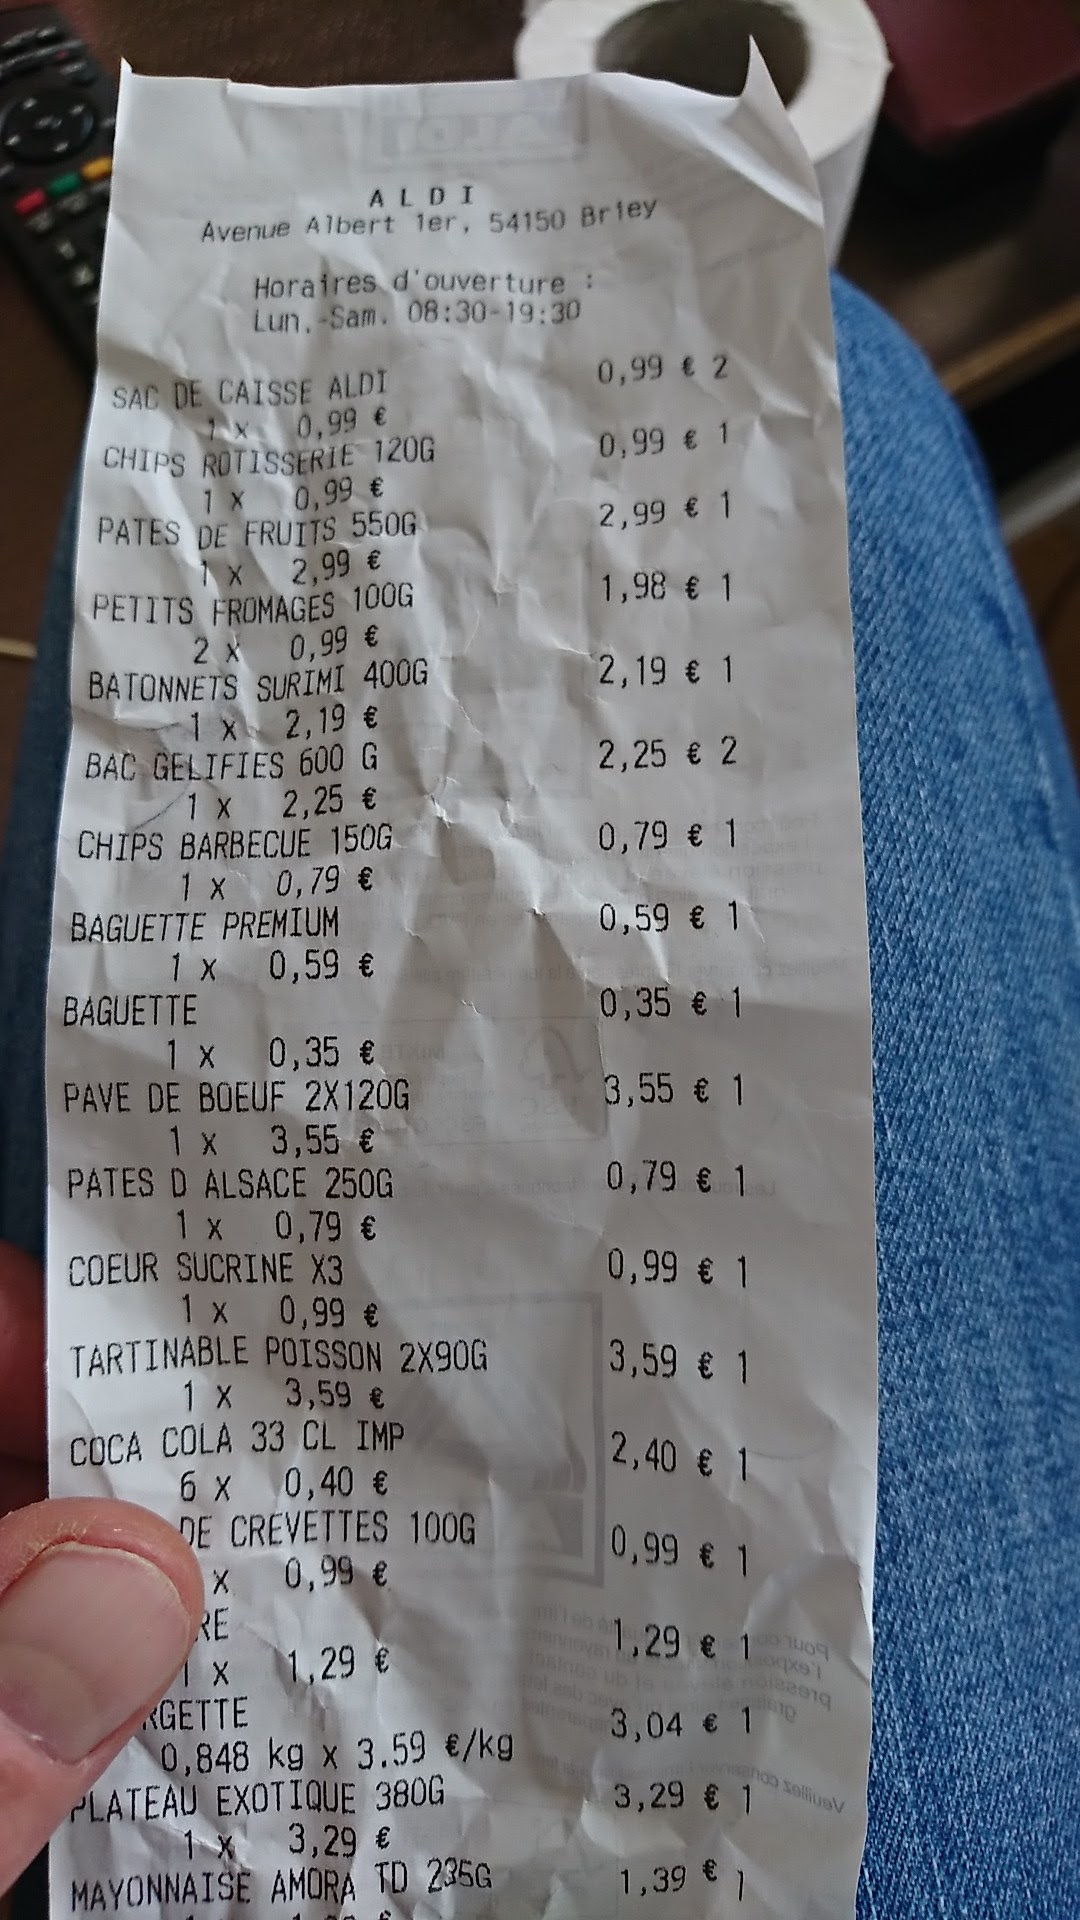 A L D I
Avenue Albert 1er, 54150 Briey
Horaires d'ouverture :
Lun.-Sam. 08:30-19:30
SAC DE CAISSE ALDI 0,99 € 2
1 x 0,99 €
CHIPS ROTISSERIE 120G 0,99 € 1
1 x 0,99 €
PATES DE FRUITS 550G 2,99 € 1
1 x 2,99 €
PETITS FROMAGES 100G 1,98 € 1
2 x 0,99 €
BATONNETS SURIMI 400G 2,19 € 1
1 x 2,19 €
BAC GELIFIES 600 G 2,25 € 2
1 x 2,25 €
CHIPS BARBECUE 150G 0,79 € 1
1 x 0,79 €
BAGUETTE PREMIUM 0,59 € 1
1 x 0,59 €
BAGUETTE 0,35 € 1
1 x 0,35 €
PAVE DE BOEUF 2X120G 3,55 € 1
1 x 3,55 €
PATES D ALSACE 250G 0,79 € 1
1 x 0,79 €
COEUR SUCRINE X3 0,99 € 1
1 x 0,99 €
TARTINABLE POISSON 2X90G 3,59 € 1
1 x 3,59 €
COCA COLA 33 CL IMP 2,40 € 1
6 x 0,40 €
DE CREVETTES 100G 0,99 € 1
x 0,99 €
RE 1,29 € 1
1 x 1,29 €
RGETTE 3,04 € 1
0,848 kg x 3.59 €/kg
PLATEAU EXOTIQUE 380G 3,29 € 1
1 x 3,29 €
MAYONNAISE AMORA TD 235G 1,39 € 1